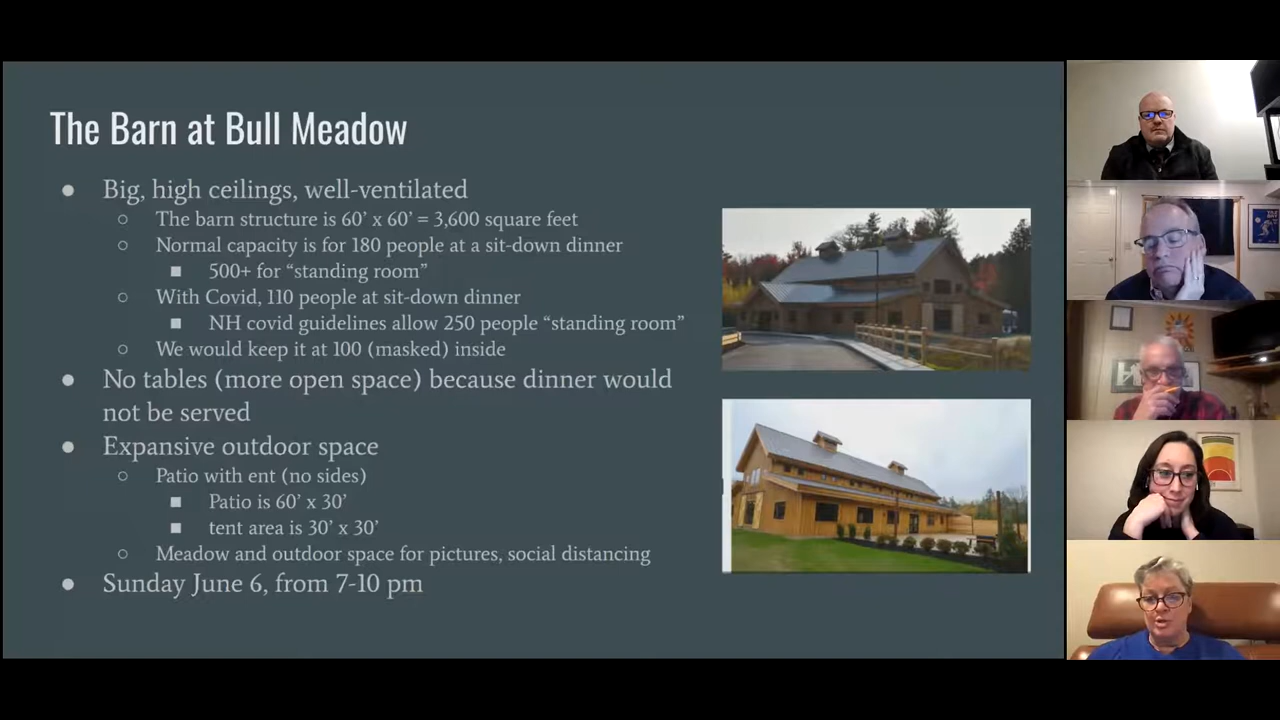 The Barn at Bull Meadow
● Big, high ceilings, well-ventilated
○ The barn structure is 60’ x 60’ = 3,600 square feet
○ Normal capacity is for 180 people at a sit-down dinner
■ 500+ for “standing room”
○ With Covid, 110 people at sit-down dinner
■ NH covid guidelines allow 250 people “standing room”
○ We would keep it at 100 (masked) inside
● No tables (more open space) because dinner would
not be served
● Expansive outdoor space
○ Patio with ent (no sides)
■ Patio is 60’ x 30’
■ tent area is 30’ x 30’
○ Meadow and outdoor space for pictures, social distancing
● Sunday June 6, from 7-10 pm